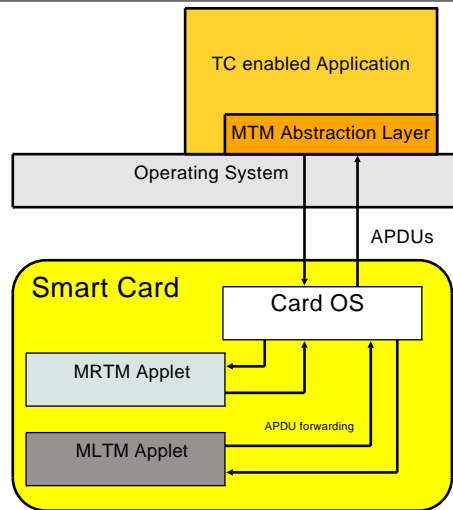 TC enabled Application
MTM Abstraction Layer
Operating System
APDUs
Smart Card
Card OS
MRTM Applet
APDU forwarding
MLTM Applet